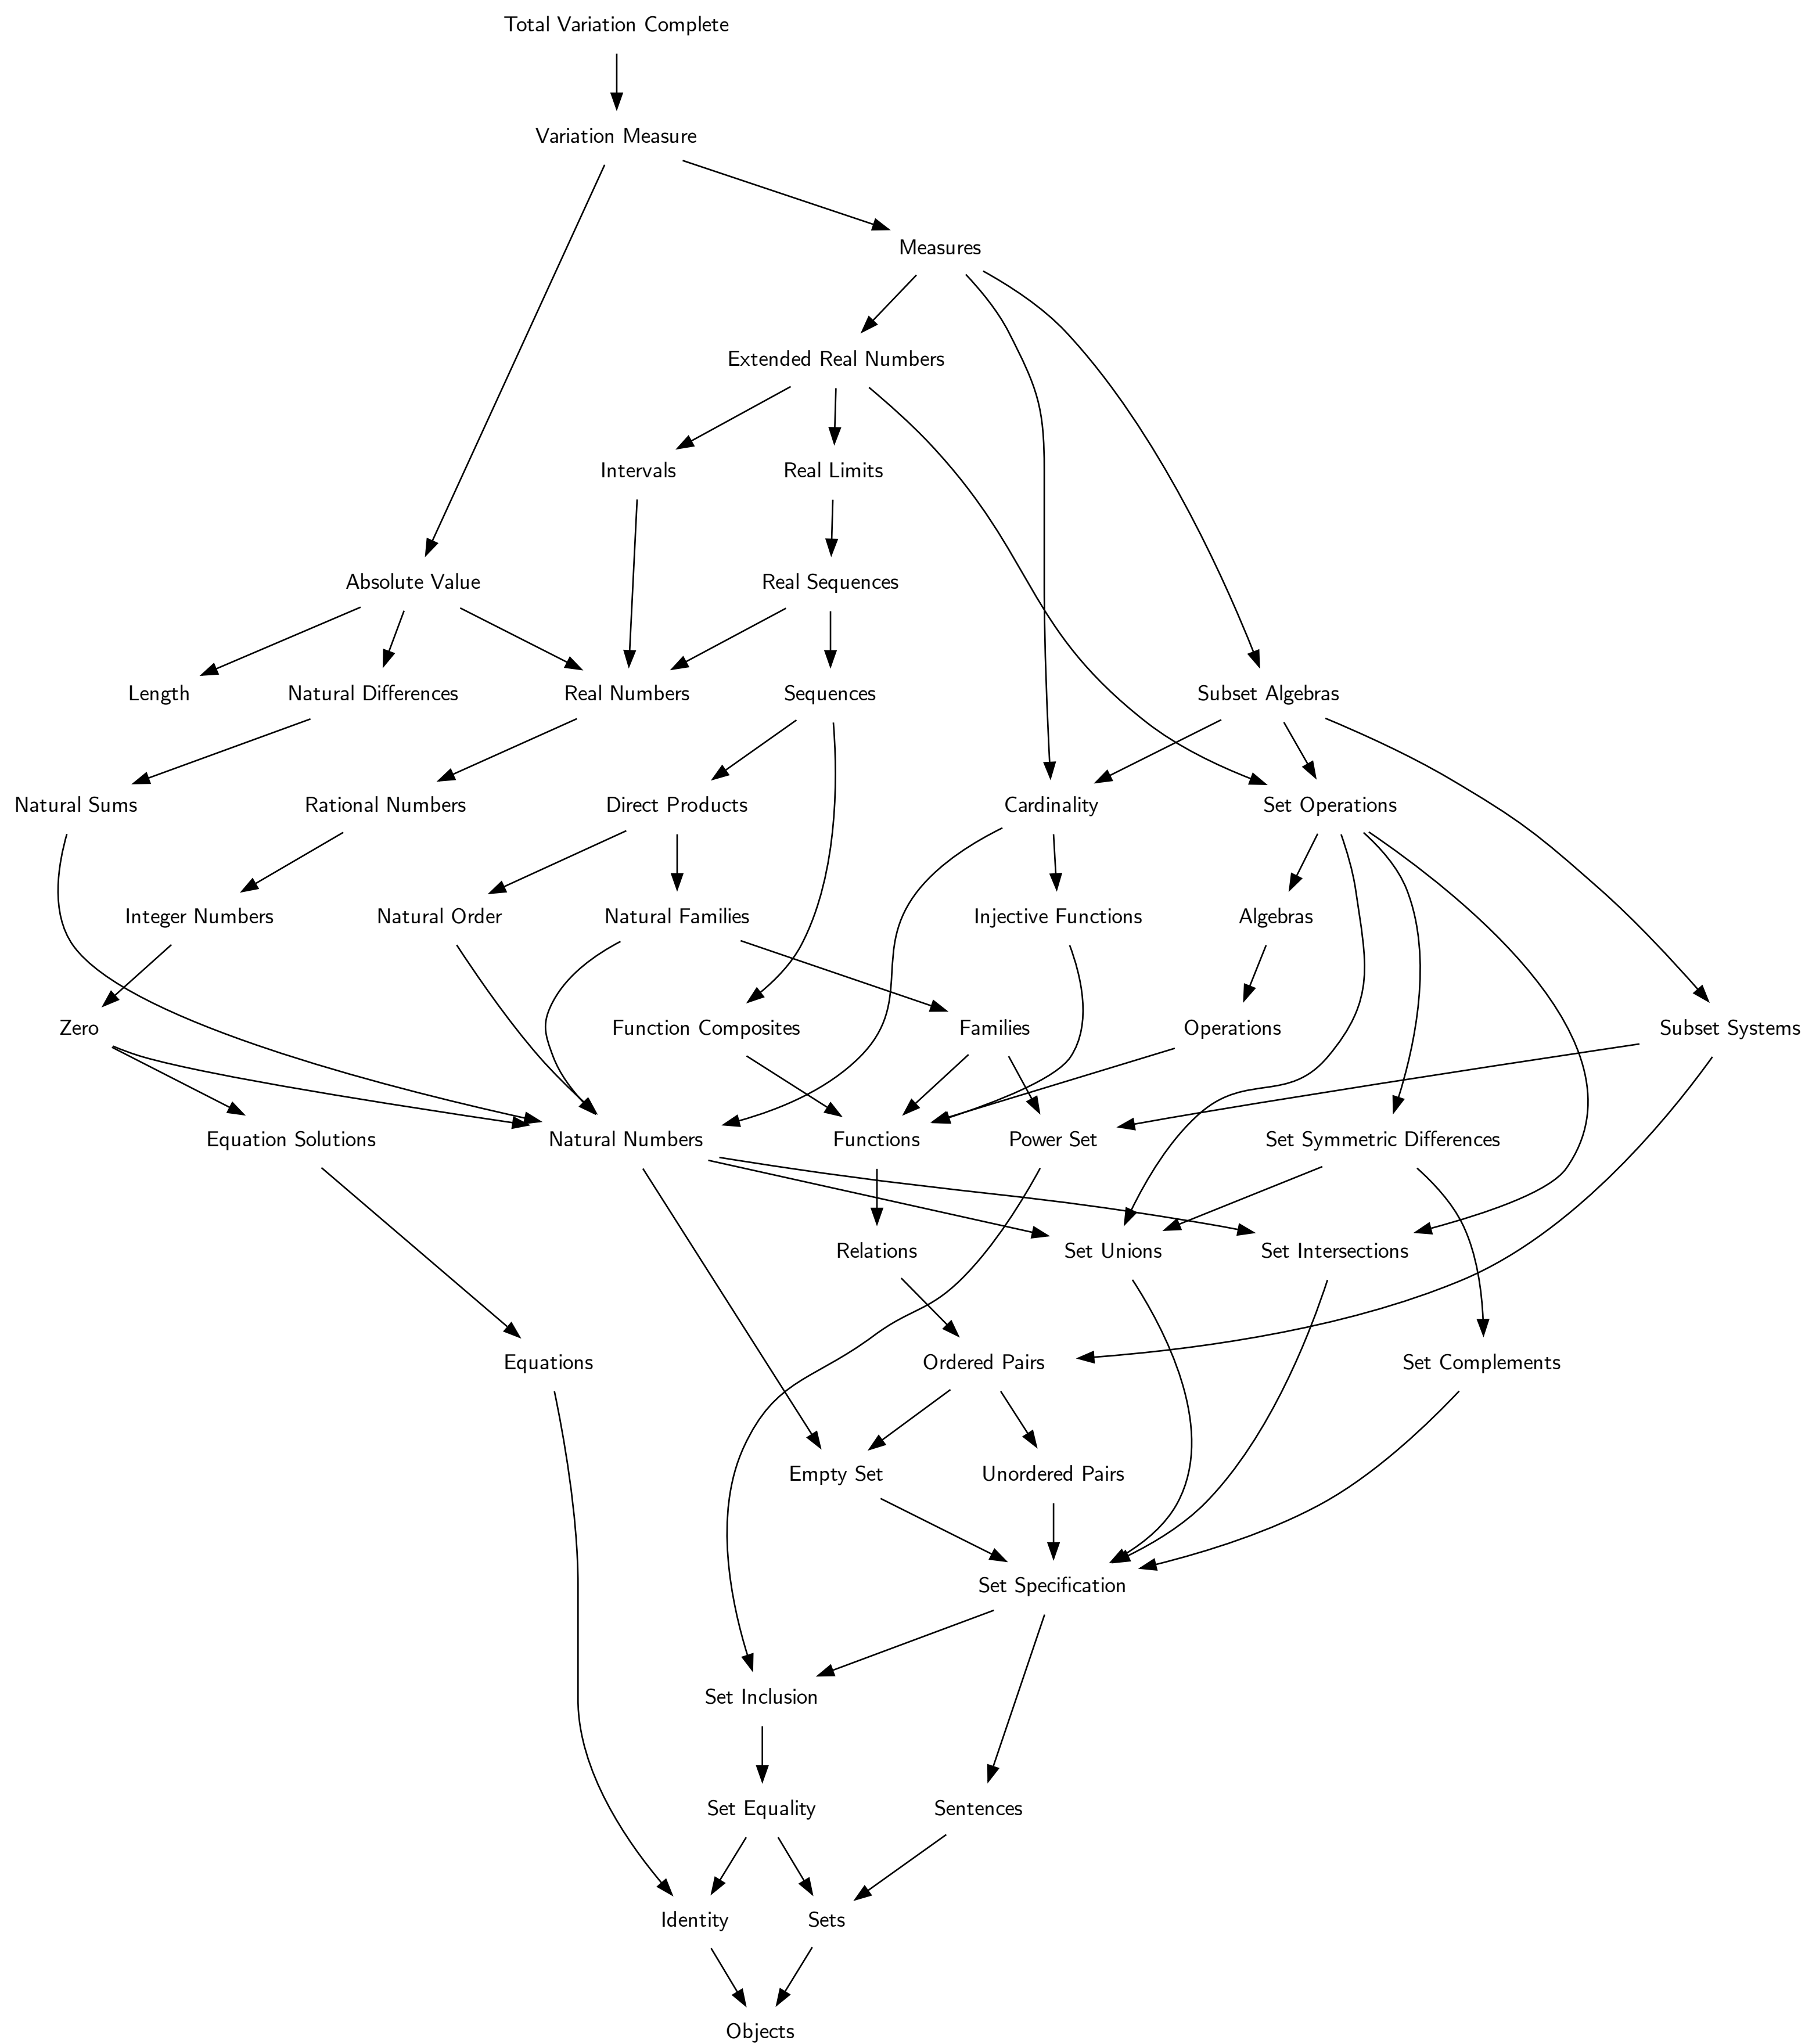 Total Variation Complete
Variation Measure
Measures
Extended Real Numbers
Intervals
Real Limits
Absolute Value
Real Sequences
Length
Natural Differences
Real Numbers
Sequences
Subset Algebras
Natural Sums
Rational Numbers
Direct Products
Cardinality
Set Operations
Integer Numbers
Natural Order
Natural Families
Injective Functions
Algebras
Zero
Function Composites
Families
Operations
Subset Systems
Equation Solutions
Natural Numbers
Functions
Power Set
Set Symmetric Differences
Relations
Set Unions
Set Intersections
Equations
Ordered Pairs
Set Complements
Empty Set
Unordered Pairs
Set Specification
Set Inclusion
Set Equality
Sentences
Identity
Sets
Objects